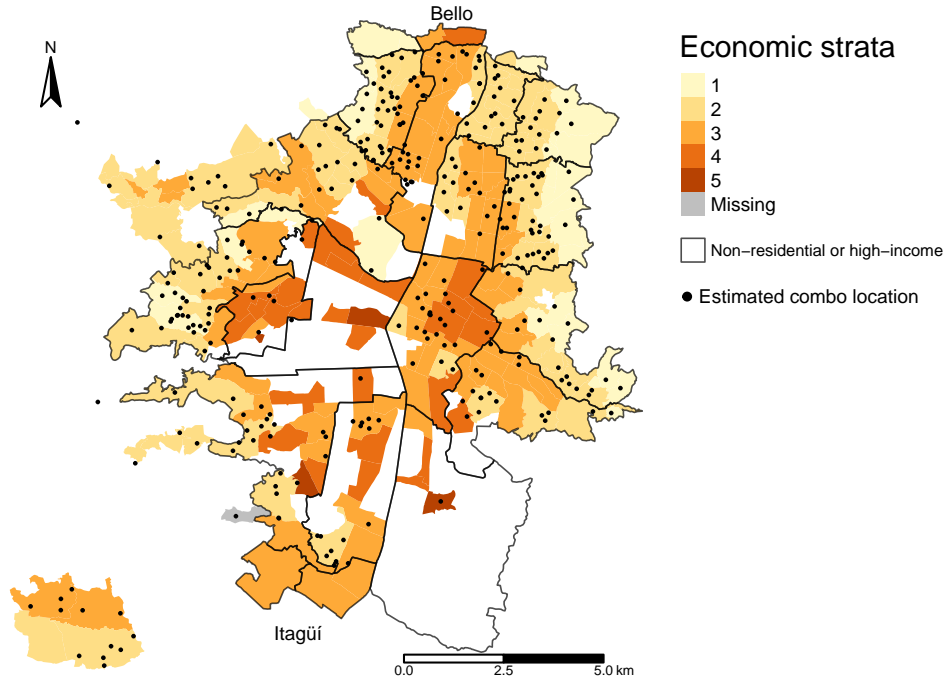 Bello
N
Economic strata
1
2
3
4
5
Missing
Non−residential or high−income
Estimated combo location
Itagüí
0.0 2.5 5.0 km